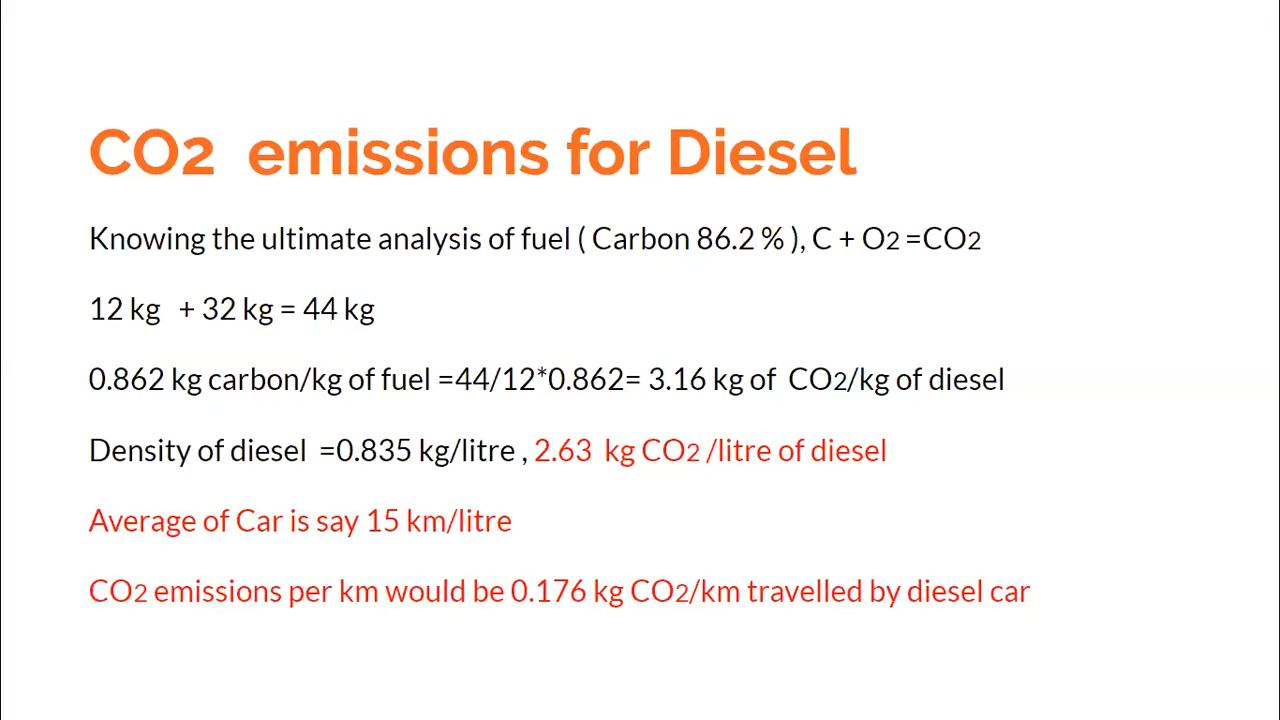 CO2 emissions for Diesel
Knowing the ultimate analysis of fuel ( Carbon 86.2 % ), C + O2 =CO2
12 kg + 32 kg = 44 kg
0.862 kg carbon/kg of fuel =44/12*0.862= 3.16 kg of CO2/kg of diesel
Density of diesel =0.835 kg/litre , 2.63 kg CO2 /litre of diesel
Average of Car is say 15 km/litre
CO2 emissions per km would be 0.176 kg CO2/km travelled by diesel car